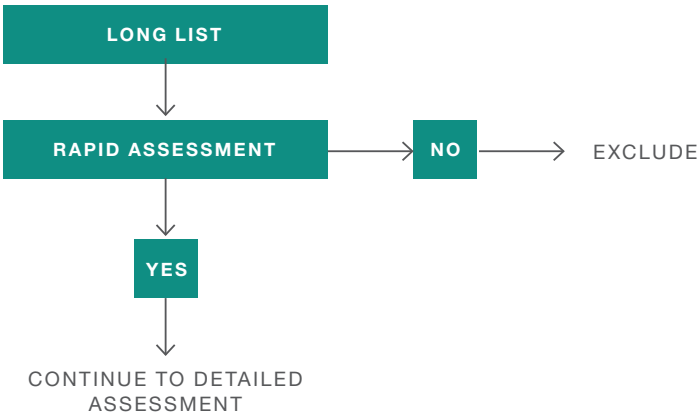 LONG LIST
RAPID ASSESSMENT
NO
EXCLUDE
YES
CONTINUE TO DETAILED
ASSESSMENT